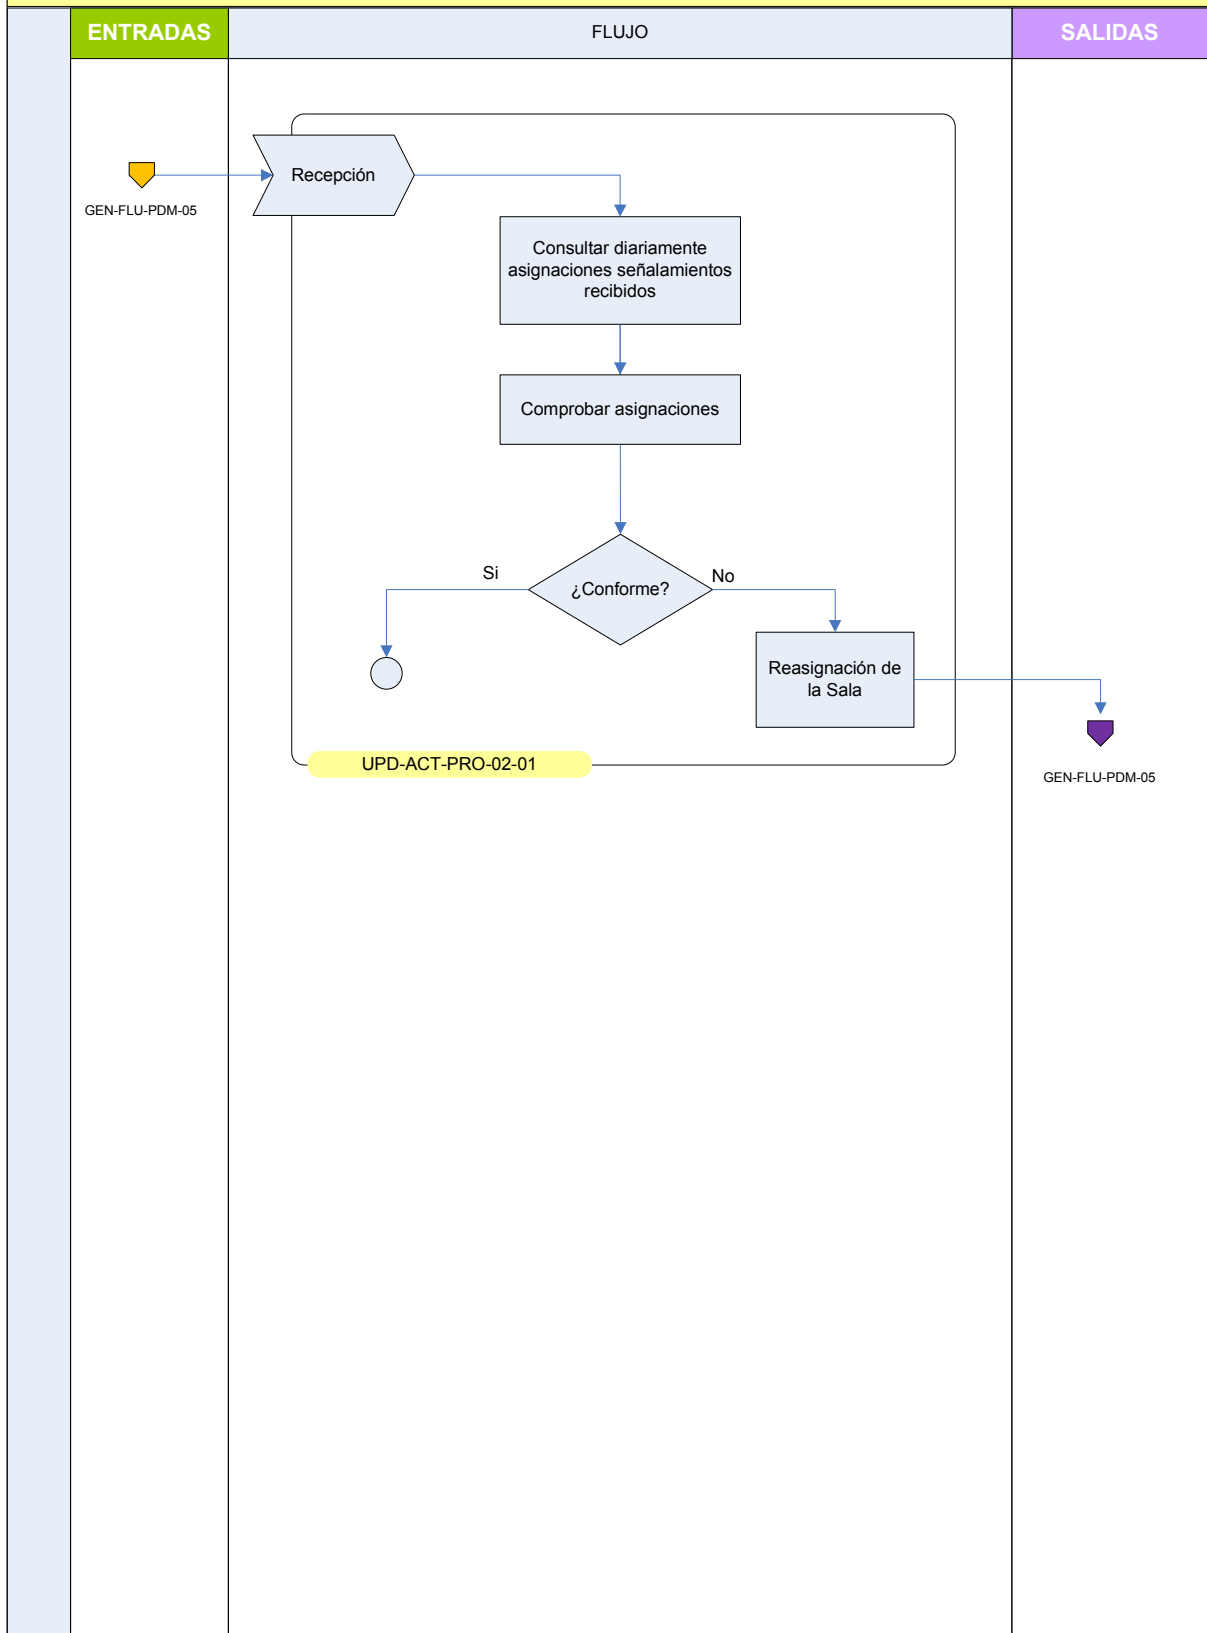 ENTRADAS
FLUJO
SALIDAS
Recepción
GEN-FLU-PDM-05
Consultar diariamente
asignaciones señalamientos
recibidos
Comprobar asignaciones
¿Conforme?
Si
No
Reasignación de
la Sala
UPD-ACT-PRO-02-01
GEN-FLU-PDM-05